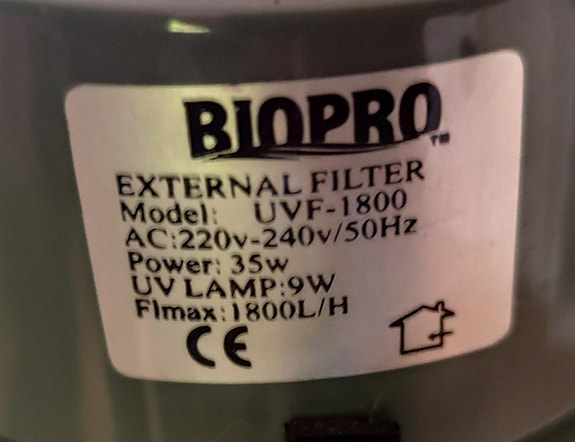 BIOPRO™
EXTERNAL FILTER
Model: UVF-1800
AC:220v-240v/50Hz
Power: 35w
UV LAMP:9W
Flmax:1800L/H
CE